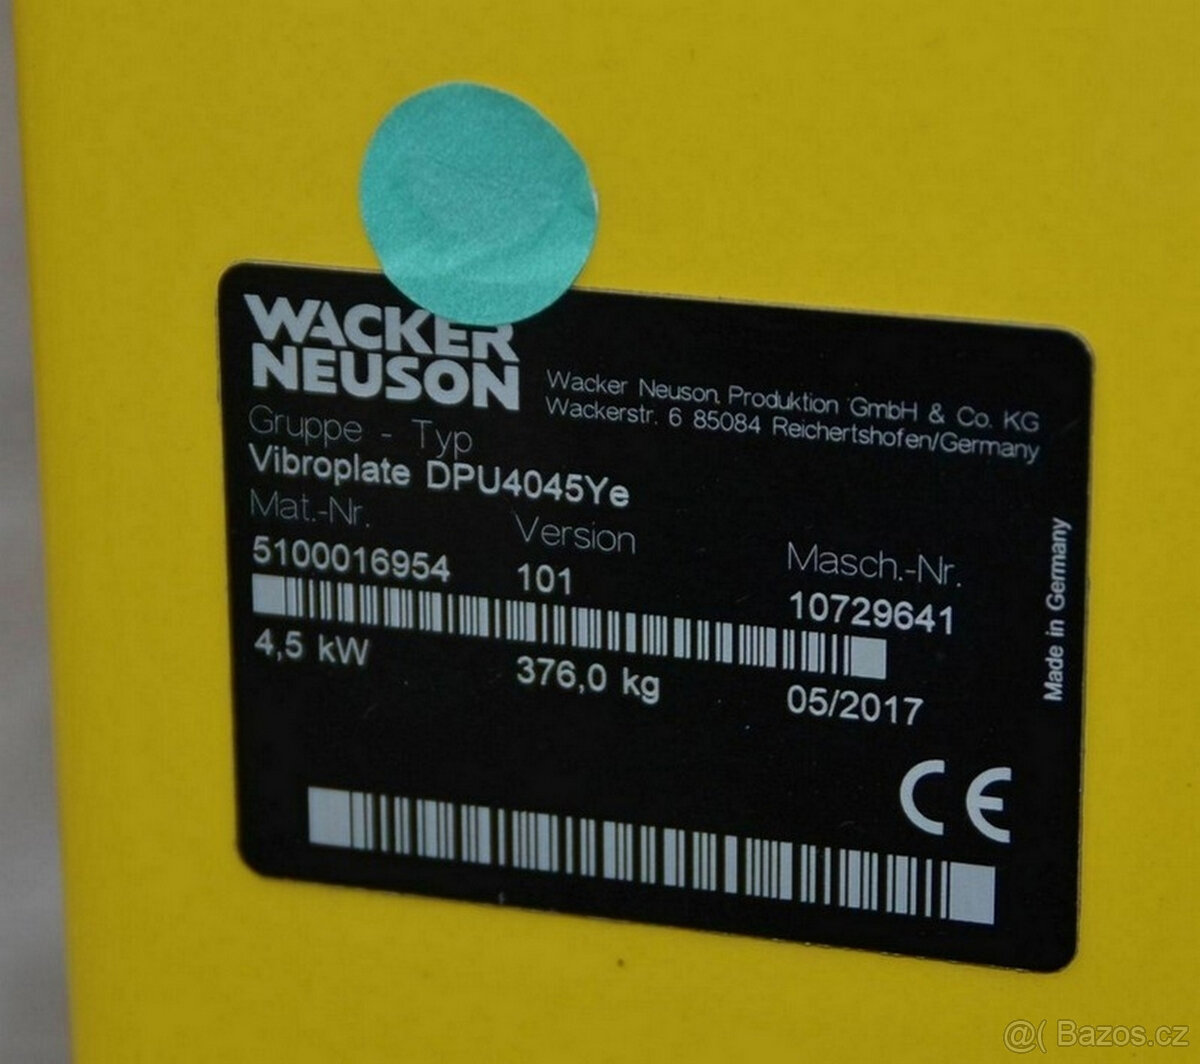 WACKER
NEUSON
Wacker Neuson Produktion GmbH & Co. KG
Wackerstr. 6 85084 Reichertshofen/Germany
Gruppe - Typ
Vibroplate DPU4045Ye
Mat.-Nr.
Version
Masch.-Nr.
5100016954
101
10729641
4,5 kW
376,0 kg
05/2017
Made in Germany
CE
@( Bazos.cz